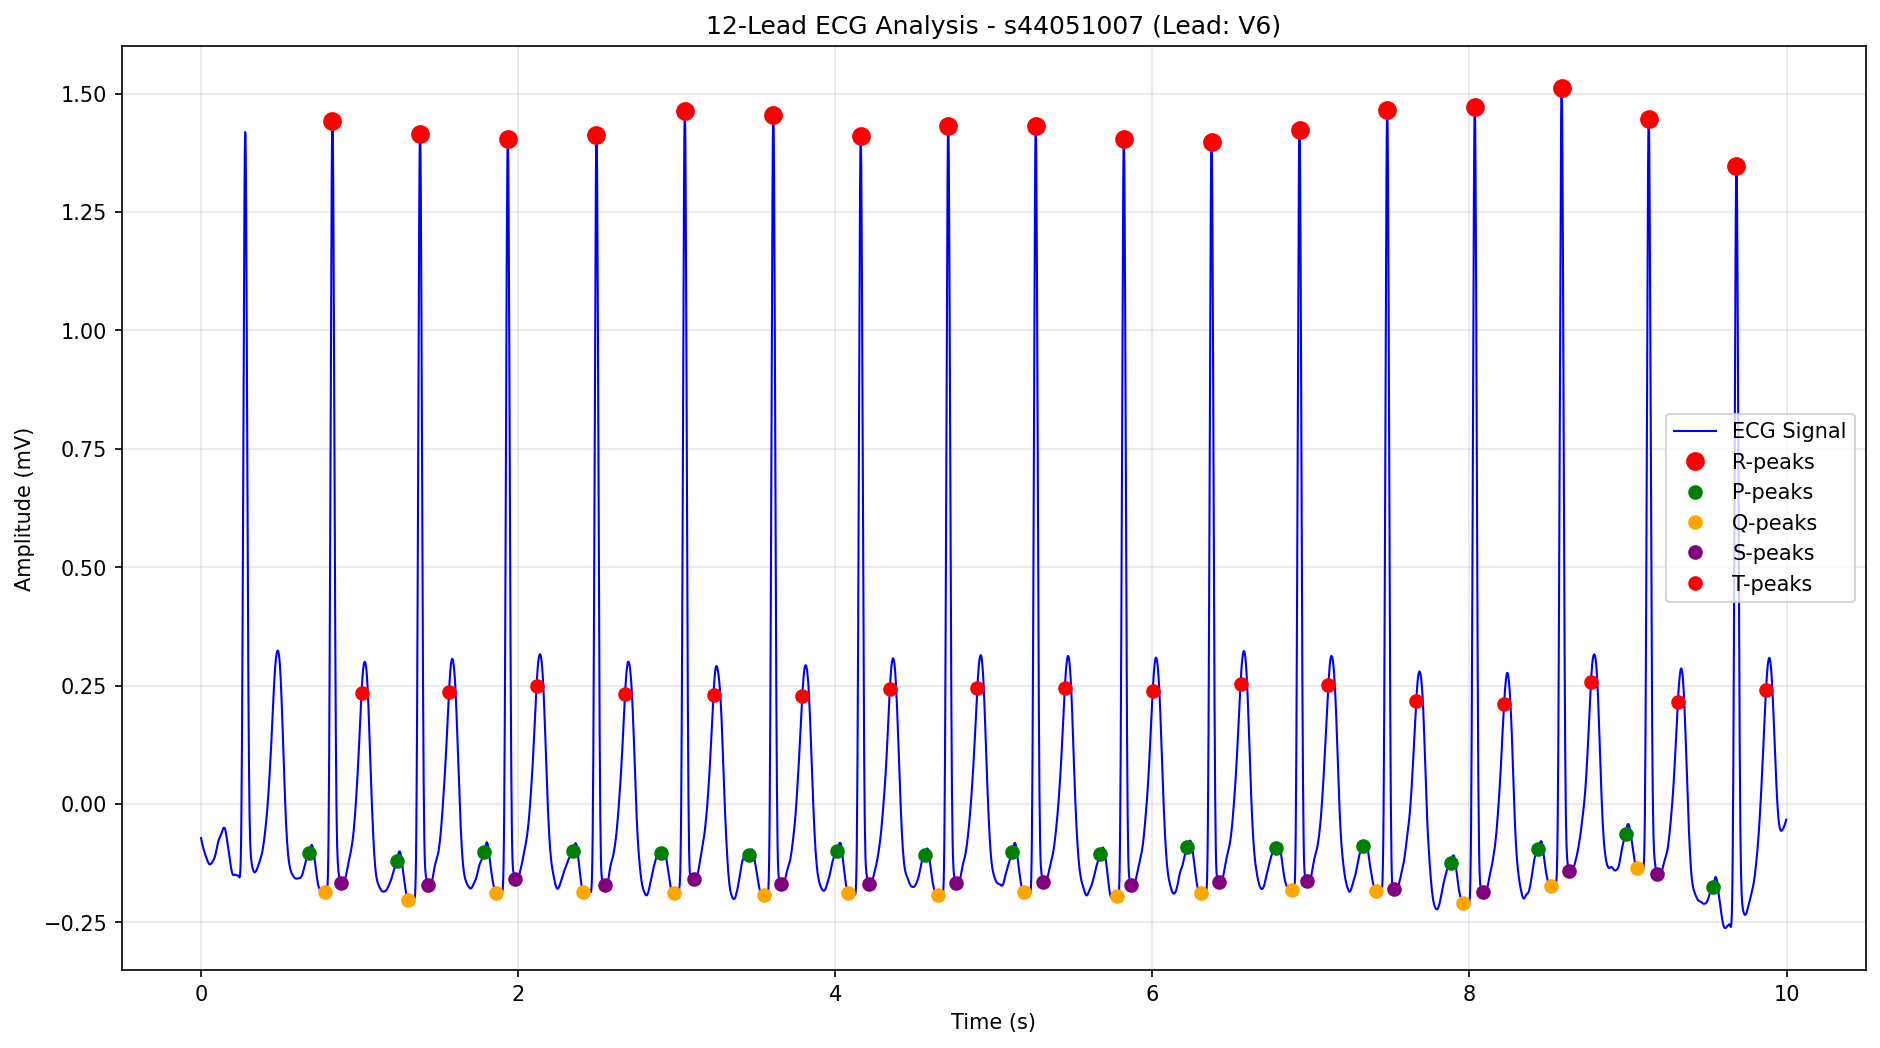 12-Lead ECG Analysis - s44051007 (Lead: V6)
1.50
1.25
1.00
0.75
0.50
0.25
0.00
−0.25
Amplitude (mV)
ECG Signal
R-peaks
P-peaks
Q-peaks
S-peaks
T-peaks
0 2 4 6 8 10
Time (s)